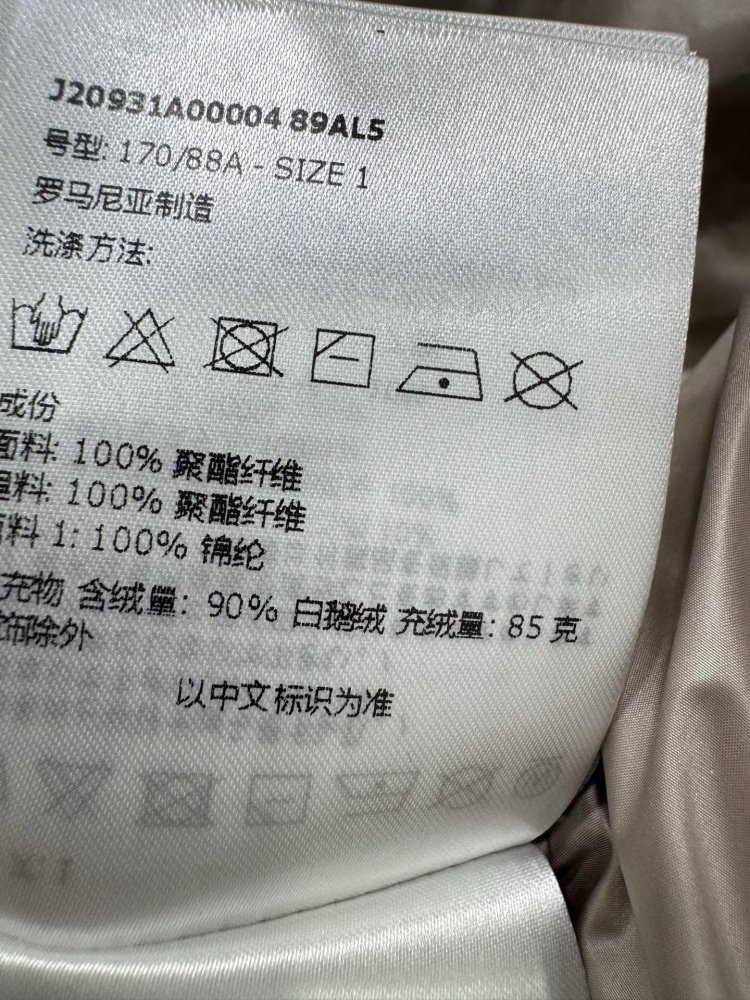 J20931A00004 89AL5
号型: 170/88A - SIZE 1
罗马尼亚制造
洗涤方法:
成份
面料: 100% 聚酯纤维
里料: 100% 聚酯纤维
料 1: 100% 锦纶
充物 含绒量: 90% 白鹅绒 充绒量: 85 克
饰部除外
以中文标识为准